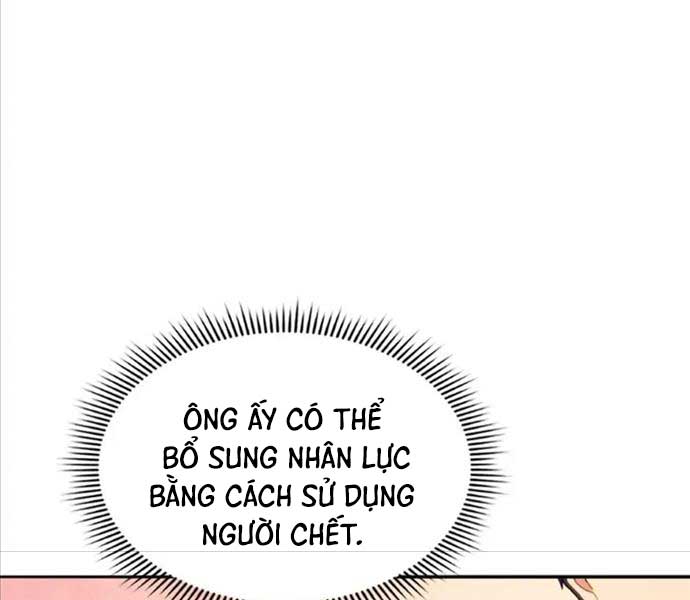 ÔNG ẤY CÓ THỂ
BỔ SUNG NHÂN LỰC
BẰNG CÁCH SỬ DỤNG
NGƯỜI CHẾT.